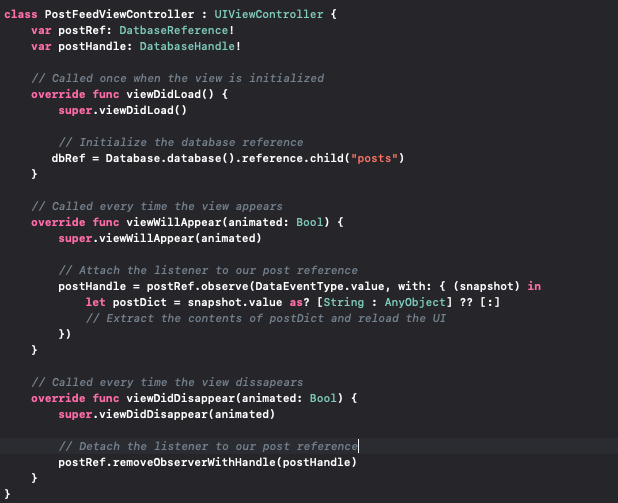 class PostFeedViewController : UIViewController {
    var postRef: DatbaseReference!
    var postHandle: DatabaseHandle!
    // Called once when the view is initialized
    override func viewDidLoad() {
        super.viewDidLoad()
        // Initialize the database reference
       dbRef = Database.database().reference.child("posts")
    }
    // Called every time the view appears
    override func viewWillAppear(animated: Bool) {
        super.viewWillAppear(animated)
        // Attach the listener to our post reference
        postHandle = postRef.observe(DataEventType.value, with: { (snapshot) in
            let postDict = snapshot.value as? [String : AnyObject] ?? [:]
            // Extract the contents of postDict and reload the UI
        })
    }
    // Called every time the view dissapears
    override func viewDidDisappear(animated: Bool) {
        super.viewDidDisappear(animated)
        // Detach the listener to our post reference
        postRef.removeObserverWithHandle(postHandle)
    }
}